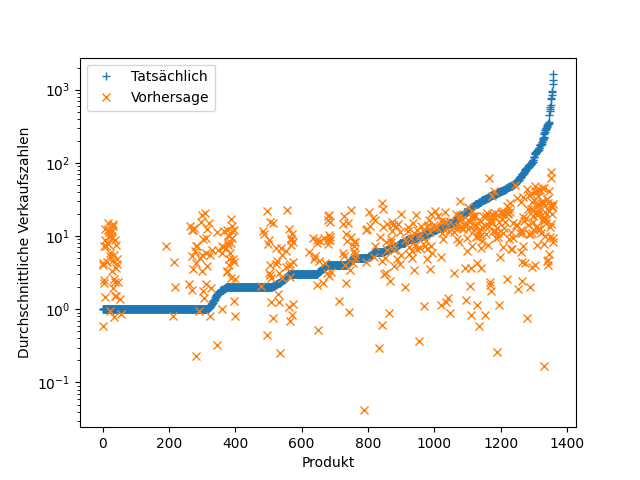 Tatsächlich
Vorhersage
Durchschnittliche Verkaufszahlen
10³
10²
10¹
10⁰
10⁻¹
0 200 400 600 800 1000 1200 1400
Produkt